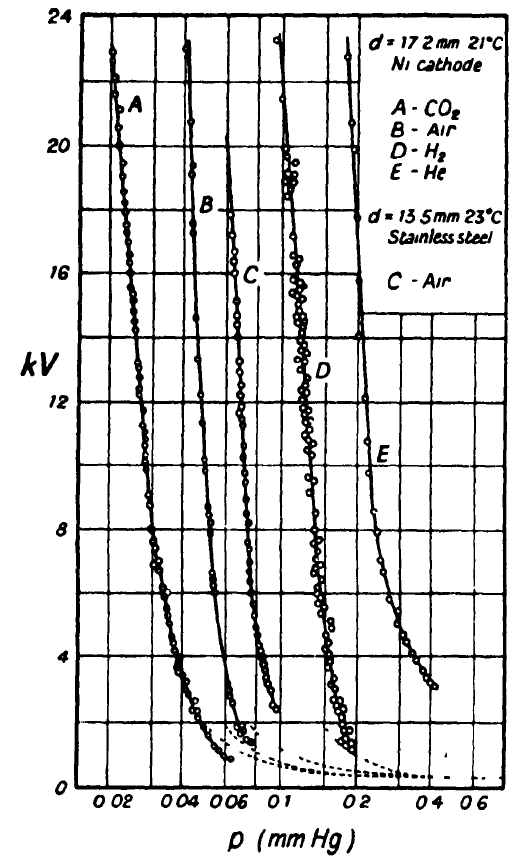 24
20
16
12
8
4
0
kV
d = 17 2 mm 21°C
Ni cathode
A - CO₂
B - Air
D - H₂
E - He
d = 13 5 mm 23°C
Stainless steel
C - Air
A
B
C
D
E
0 02 0 04 0 06 0 1 0 2 0 4 0 6
p (mm Hg)